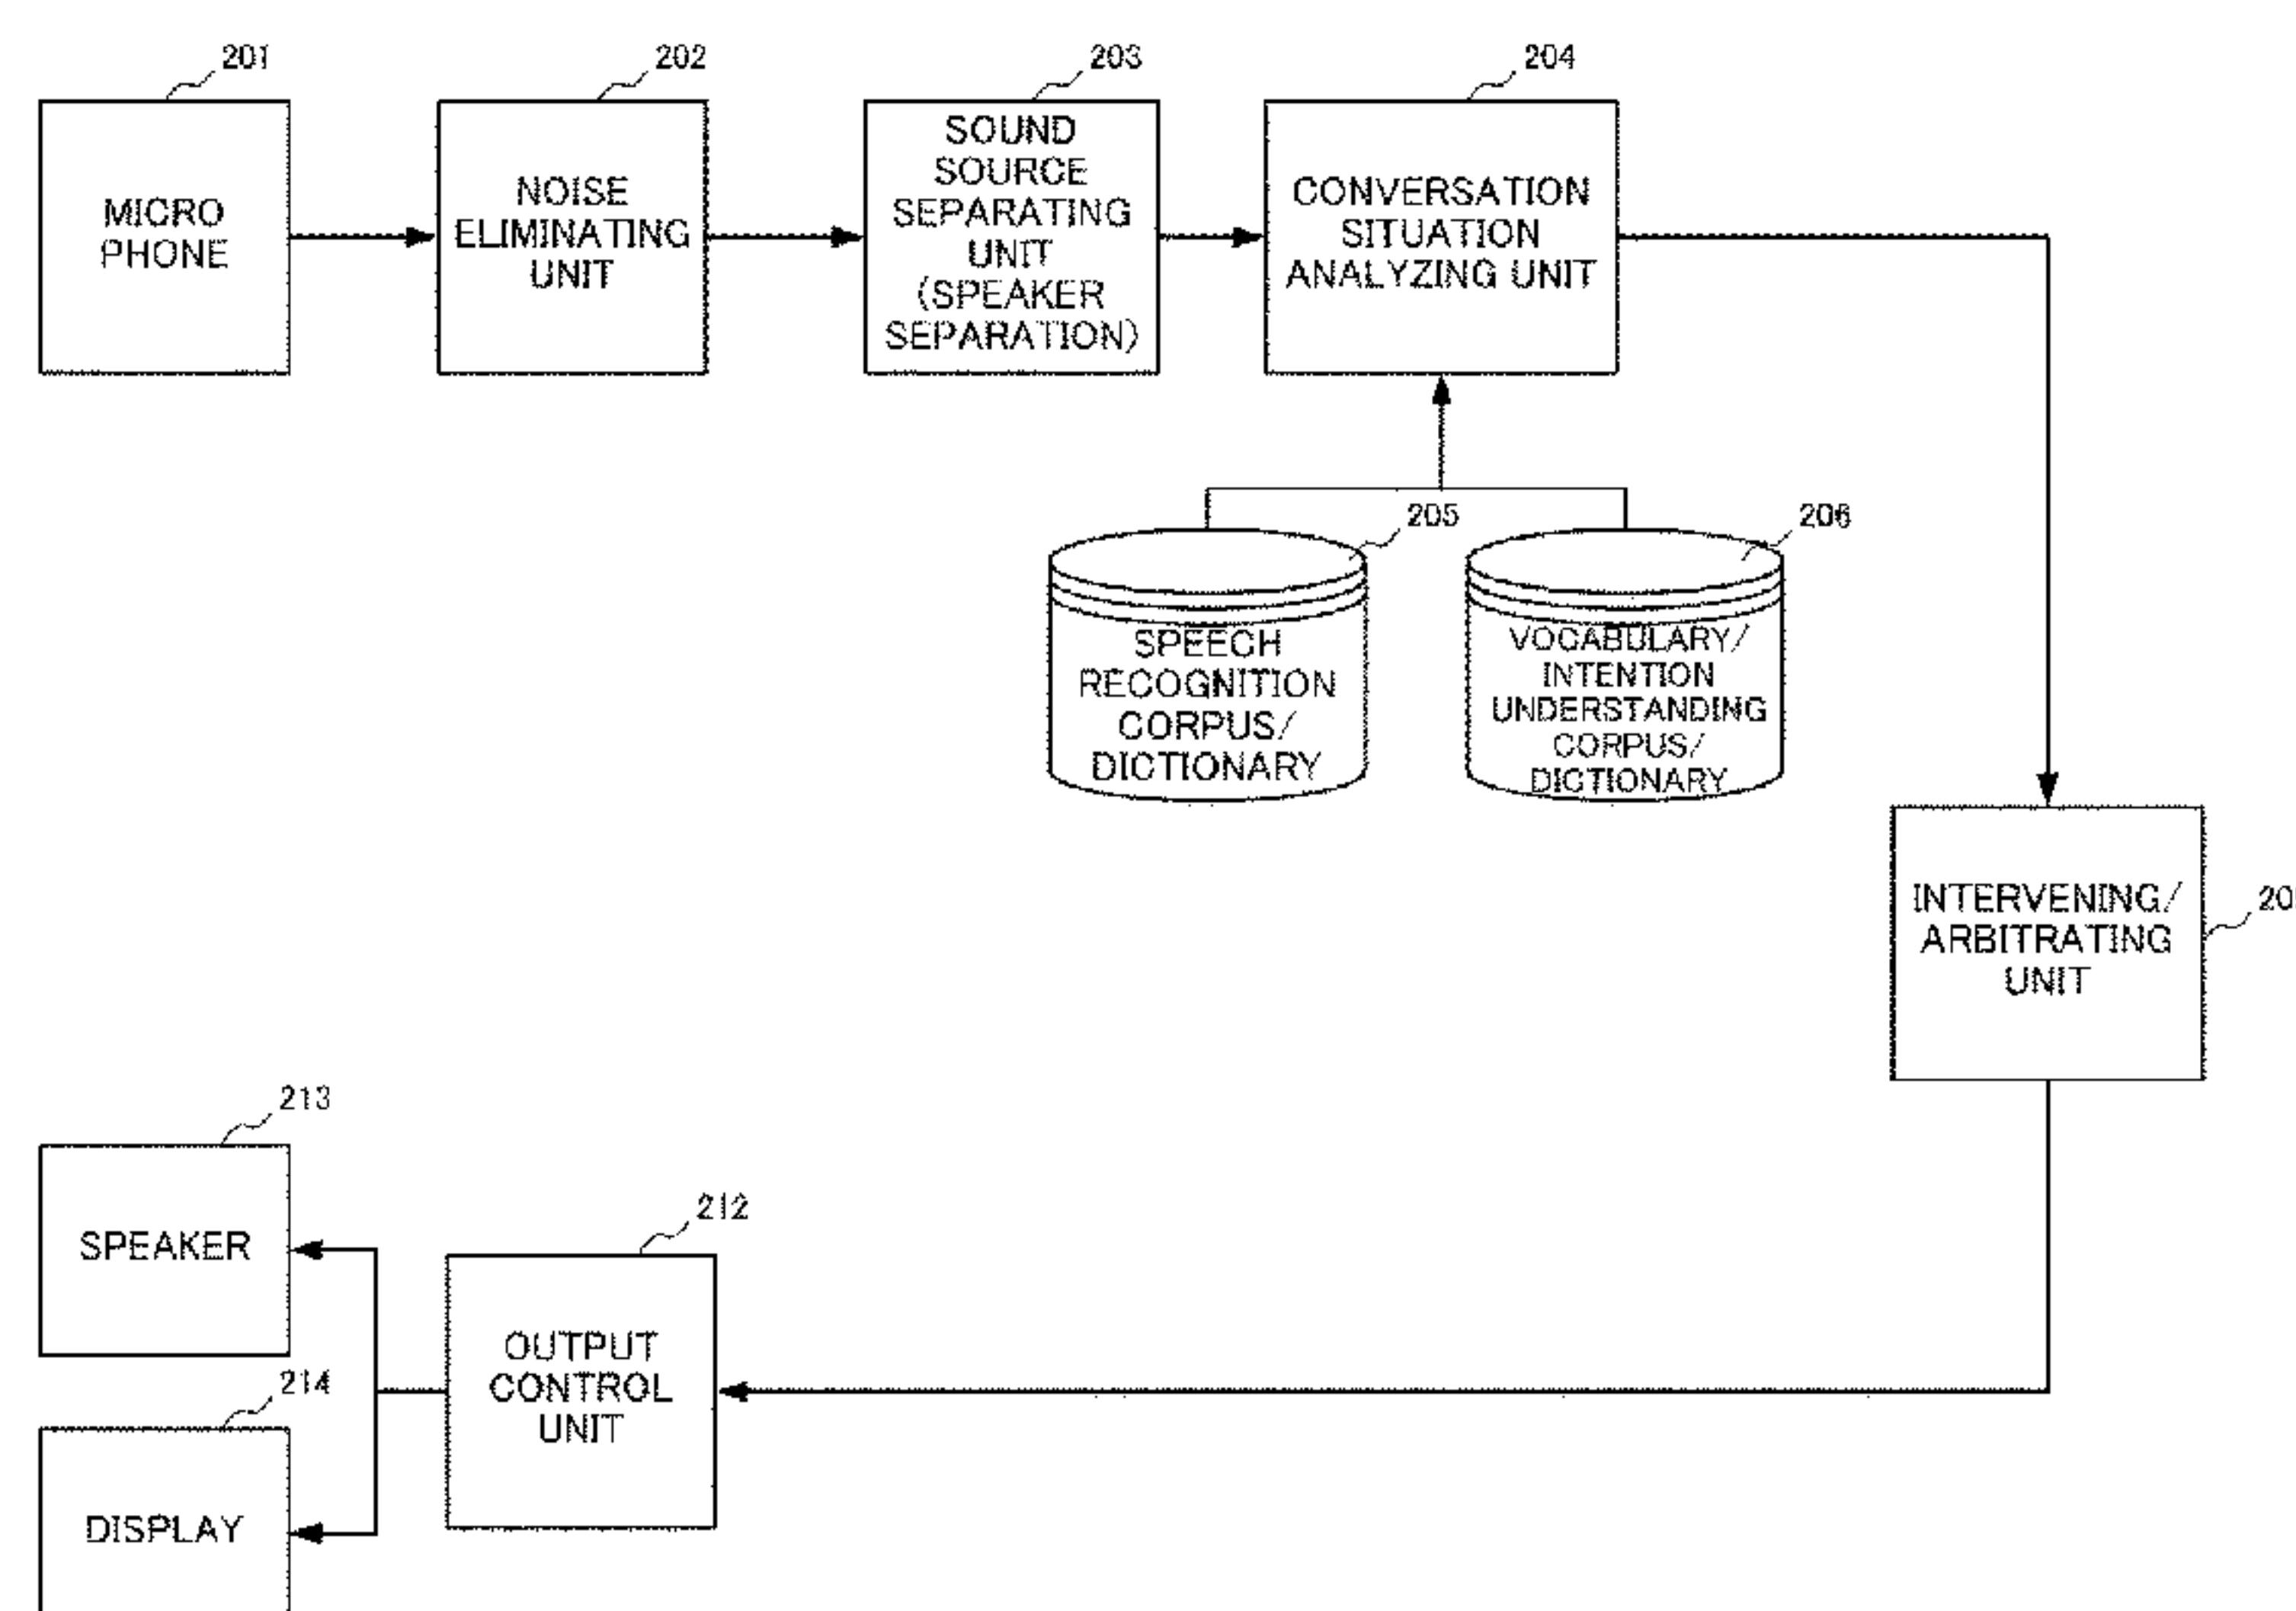 201
202
203
204
MICRO
PHONE
NOISE
ELIMINATING
UNIT
SOUND
SOURCE
SEPARATING
UNIT
(SPEAKER
SEPARATION)
CONVERSATION
SITUATION
ANALYZING UNIT
205
206
SPEECH
RECOGNITION
CORPUS/
DICTIONARY
VOCABULARY/
INTENTION
UNDERSTANDING
CORPUS/
DICTIONARY
INTERVENING/
ARBITRATING
UNIT
213
SPEAKER
212
OUTPUT
CONTROL
UNIT
214
DISPLAY